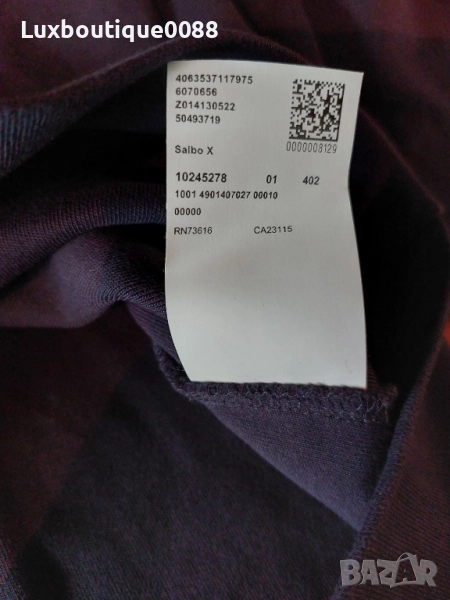 Luxboutique0088
4063537117975
6070656
Z014130522
50493719
0000008129
Salbo X
10245278 01 402
1001 4901407027 00010
00000
RN73616 CA23115
BAZAR